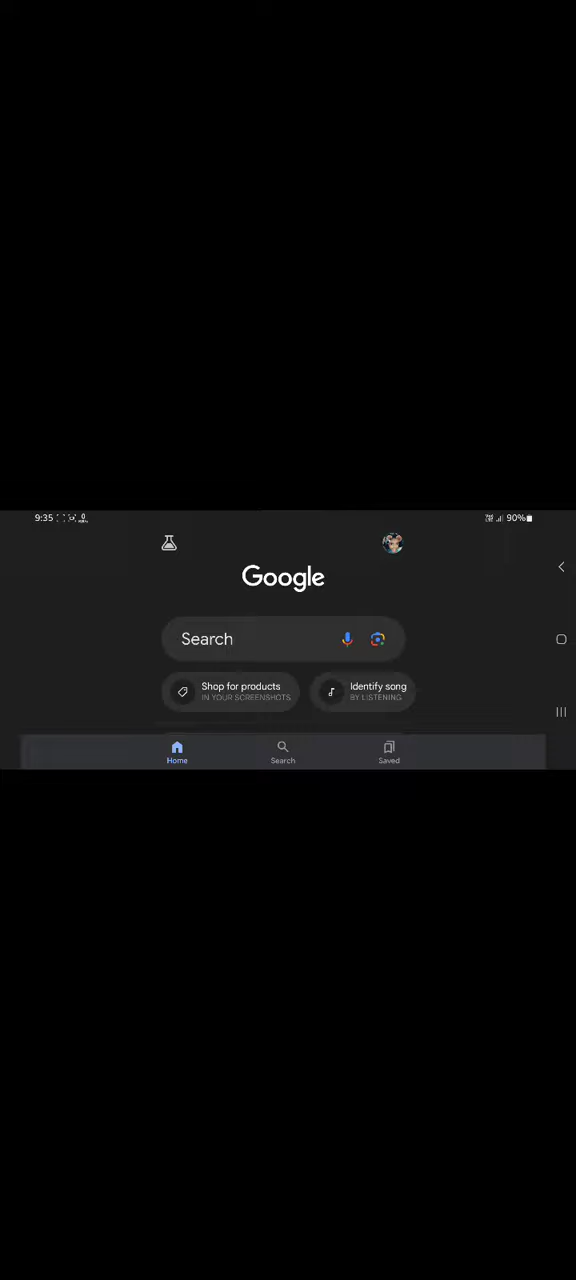 9:35
90%
Google
Search
Shop for products
IN YOUR SCREENSHOTS
Identify song
BY LISTENING
Home
Search
Saved